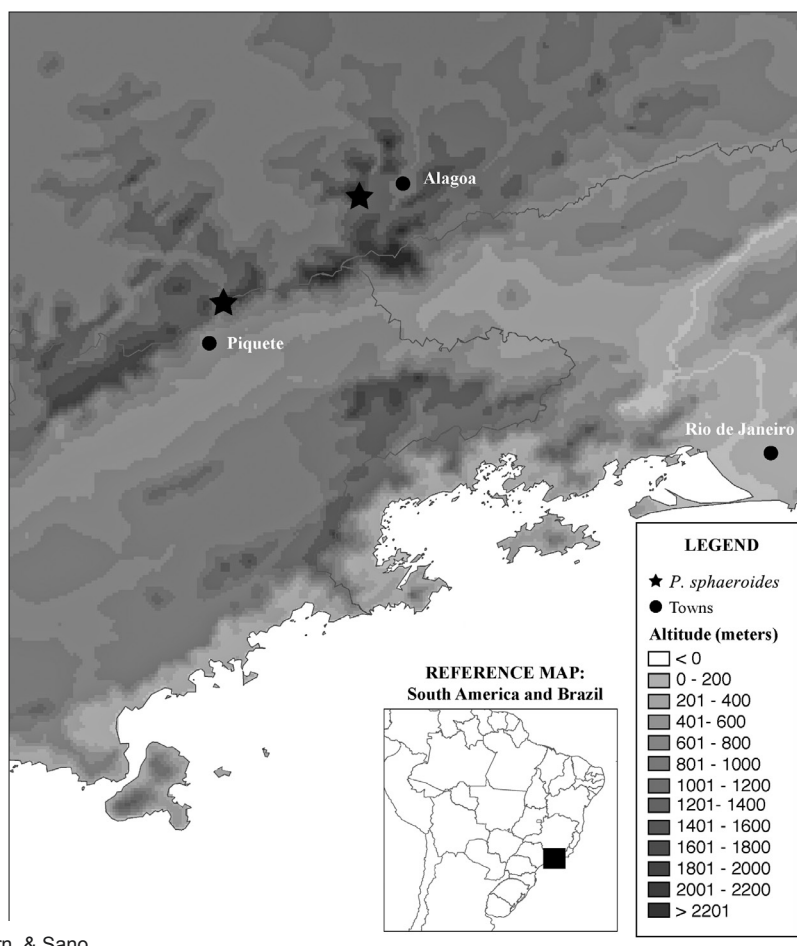 Alagoa
Piquete
Rio de Janeiro
LEGEND
P. sphaeroides
Towns
Altitude (meters)
< 0
0 - 200
201 - 400
401- 600
601 - 800
801 - 1000
1001 - 1200
1201- 1400
1401 - 1600
1601 - 1800
1801 - 2000
2001 - 2200
> 2201
REFERENCE MAP:
South America and Brazil
& Sano